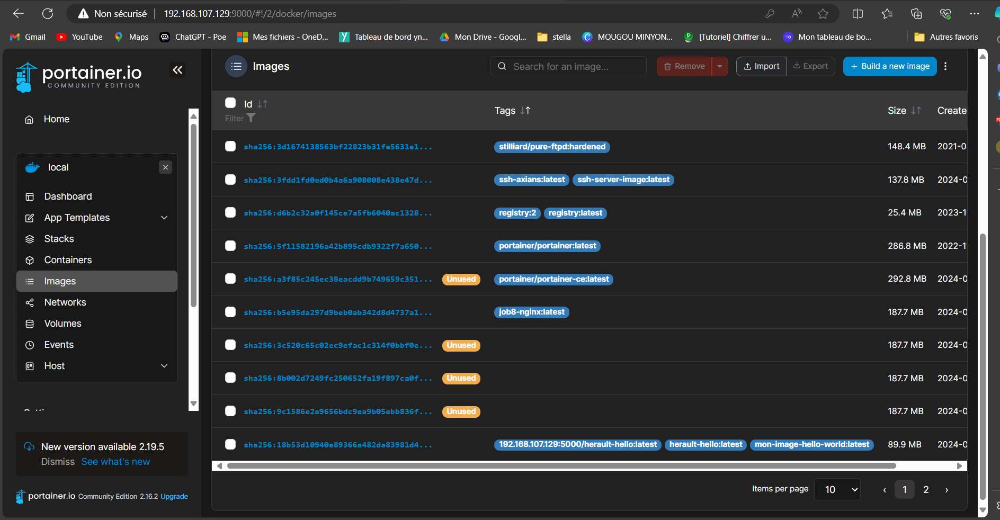 Non sécurisé 192.168.107.129:9000/#!/2/docker/images
Gmail YouTube Maps ChatGPT - Poe Mes fichiers - OneD... Tableau de bord yn... Mon Drive - Googl... stella MOUGOU MINYON... [Tutoriel] Chiffrer u... Mon tableau de bo... Autres favoris
portainer.io
COMMUNITY EDITION
Home
local
Dashboard
App Templates
Stacks
Containers
Images
Networks
Volumes
Events
Host
New version available 2.19.5
Dismiss See what's new
portainer.io Community Edition 2.16.2 Upgrade
Images Search for an image... Remove Import Export + Build a new image
Id Tags Size Create
Filter
sha256:3d1674138563bf22823b31fe5631e1... stilliard/pure-ftpd:hardened 148.4 MB 2021-0
sha256:3fdd1fd0ed0b4a6a908008e438e47d... ssh-axians:latest ssh-server-image:latest 137.8 MB 2024-0
sha256:d6b2c32a0f145ce7a5fb6040ac1328... registry:2 registry:latest 25.4 MB 2023-1
sha256:5f11582196a42b895cdb9322f7a650... portainer/portainer:latest 286.8 MB 2022-1
sha256:a3f85c245ec38eacdd9b749659c351... Unused portainer/portainer-ce:latest 292.8 MB 2024-0
sha256:b5e95da297d9beb0ab342d8d4737a1... job8-nginx:latest 187.7 MB 2024-0
sha256:3c520c65c02ec9efac1c314f0bbf0e... Unused 187.7 MB 2024-0
sha256:8b002d7249fc250652fa19f897ca0f... Unused 187.7 MB 2024-0
sha256:9c1586e2e9656bdc9ea9b05ebb836f... Unused 187.7 MB 2024-0
sha256:18b53d10940e89366a482da83981d4... 192.168.107.129:5000/herault-hello:latest herault-hello:latest mon-image-hello-world:latest 89.9 MB 2024-0
Items per page 10 ‹ 1 2 ›